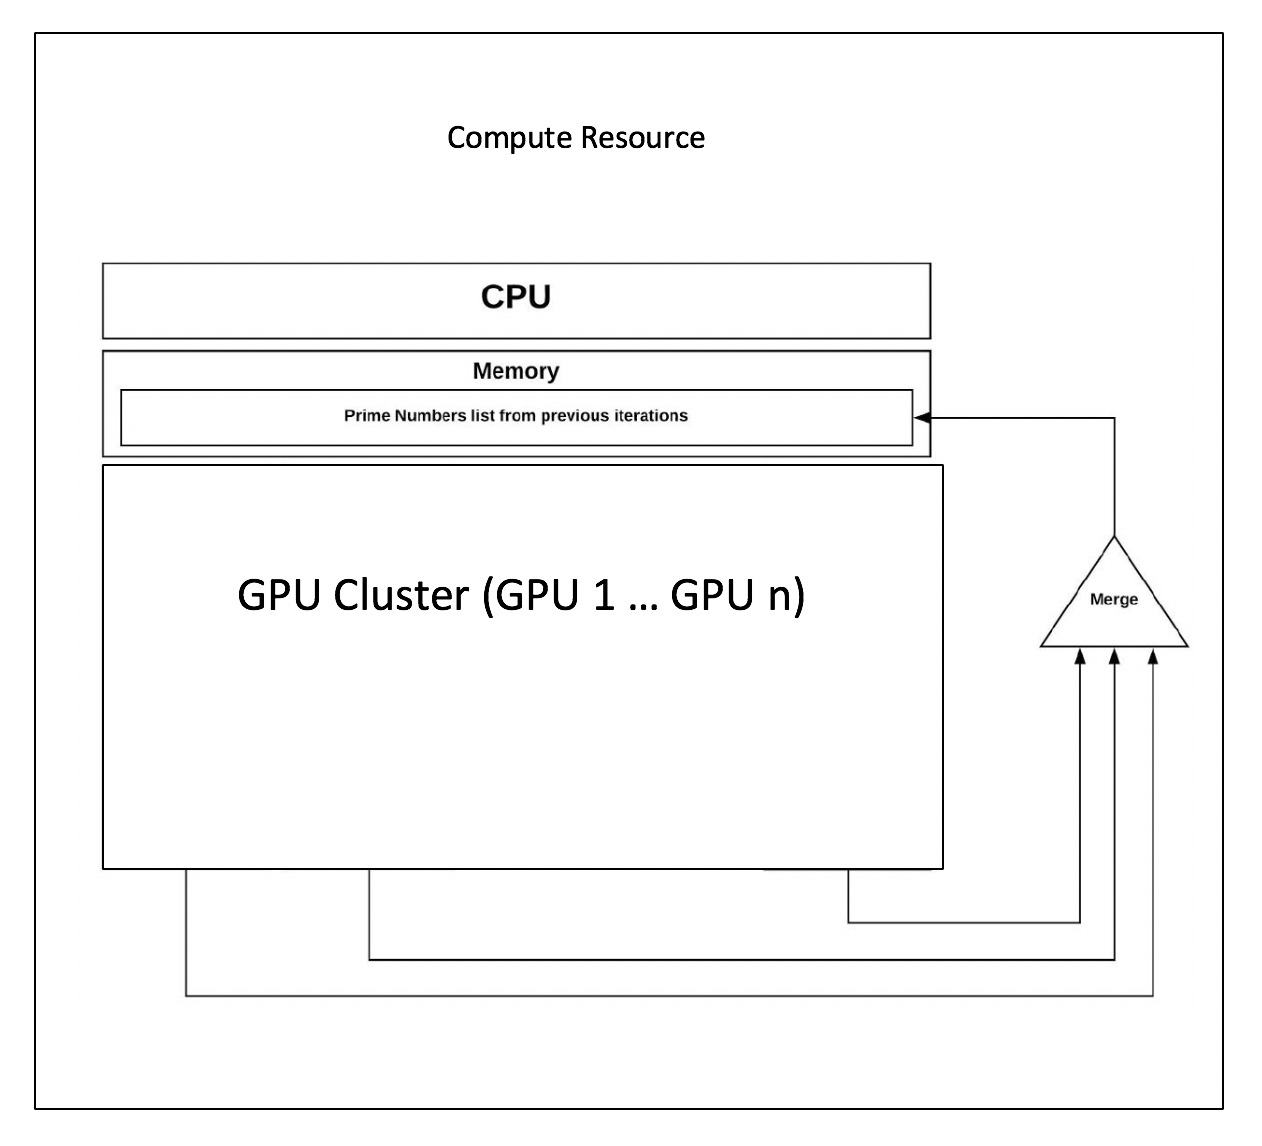 Compute Resource
CPU
Memory
Prime Numbers list from previous iterations
GPU Cluster (GPU 1 ... GPU n)
Merge